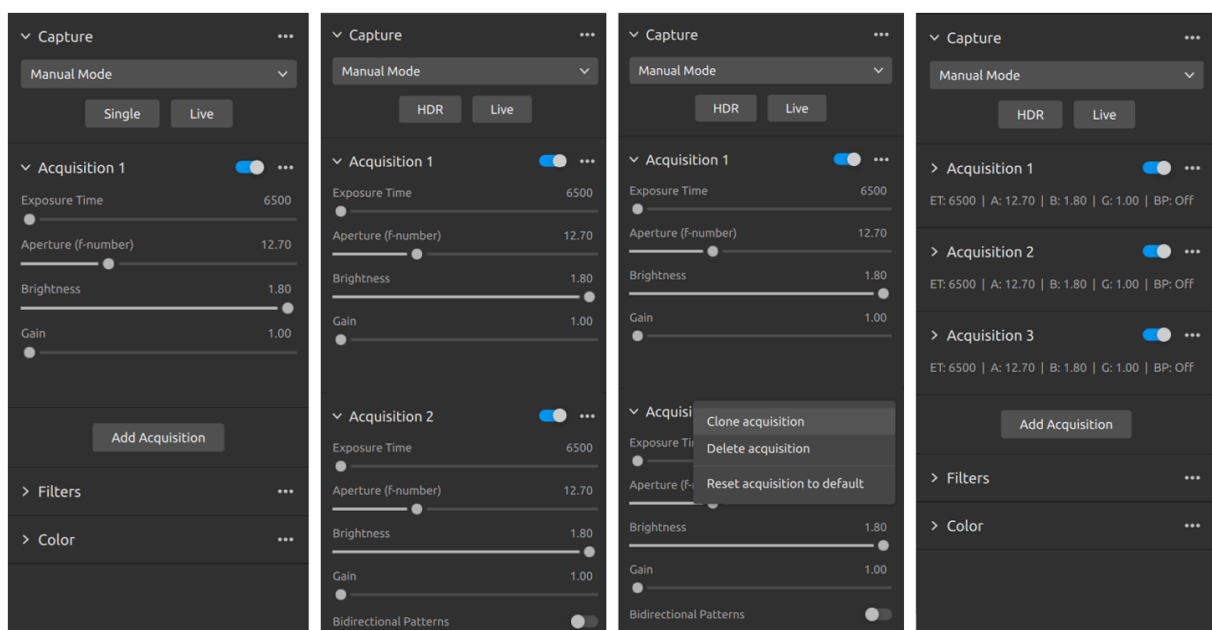 Capture
Manual Mode
Single Live
Acquisition 1
Exposure Time 6500
Aperture (f-number) 12.70
Brightness 1.80
Gain 1.00
Add Acquisition
Filters
Color
Capture
Manual Mode
HDR Live
Acquisition 1
Exposure Time 6500
Aperture (f-number) 12.70
Brightness 1.80
Gain 1.00
Acquisition 2
Exposure Time 6500
Aperture (f-number) 12.70
Brightness 1.80
Gain 1.00
Bidirectional Patterns
Capture
Manual Mode
HDR Live
Acquisition 1
Exposure Time 6500
Aperture (f-number) 12.70
Brightness 1.80
Gain 1.00
Acquisi
Clone acquisition
Exposure Ti
Delete acquisition
Aperture (f-
Reset acquisition to default
Brightness 1.80
Gain 1.00
Bidirectional Patterns
Capture
Manual Mode
HDR Live
Acquisition 1
ET: 6500 | A: 12.70 | B: 1.80 | G: 1.00 | BP: Off
Acquisition 2
ET: 6500 | A: 12.70 | B: 1.80 | G: 1.00 | BP: Off
Acquisition 3
ET: 6500 | A: 12.70 | B: 1.80 | G: 1.00 | BP: Off
Add Acquisition
Filters
Color